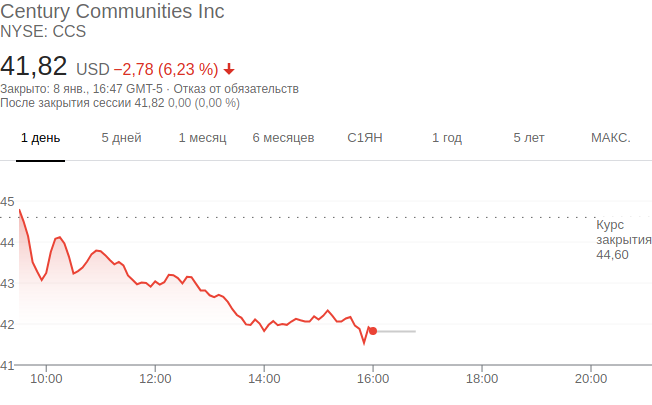 Century Communities Inc
NYSE: CCS
41,82 USD −2,78 (6,23 %)
Закрыто: 8 янв., 16:47 GMT-5 · Отказ от обязательств
После закрытия сессии 41,82 0,00 (0,00 %)
1 день 5 дней 1 месяц 6 месяцев С1ЯН 1 год 5 лет МАКС.
45
Курс
закрытия
44,60
44
43
42
41
10:00 12:00 14:00 16:00 18:00 20:00